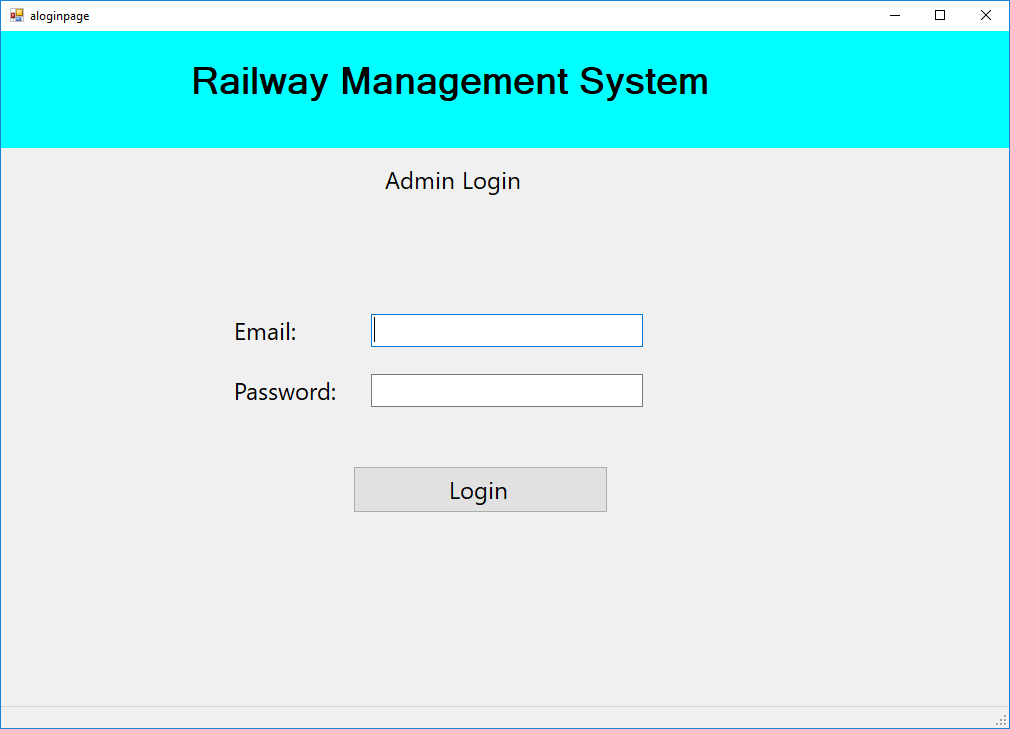 aloginpage
Railway Management System
Admin Login
Email:
Password:
Login